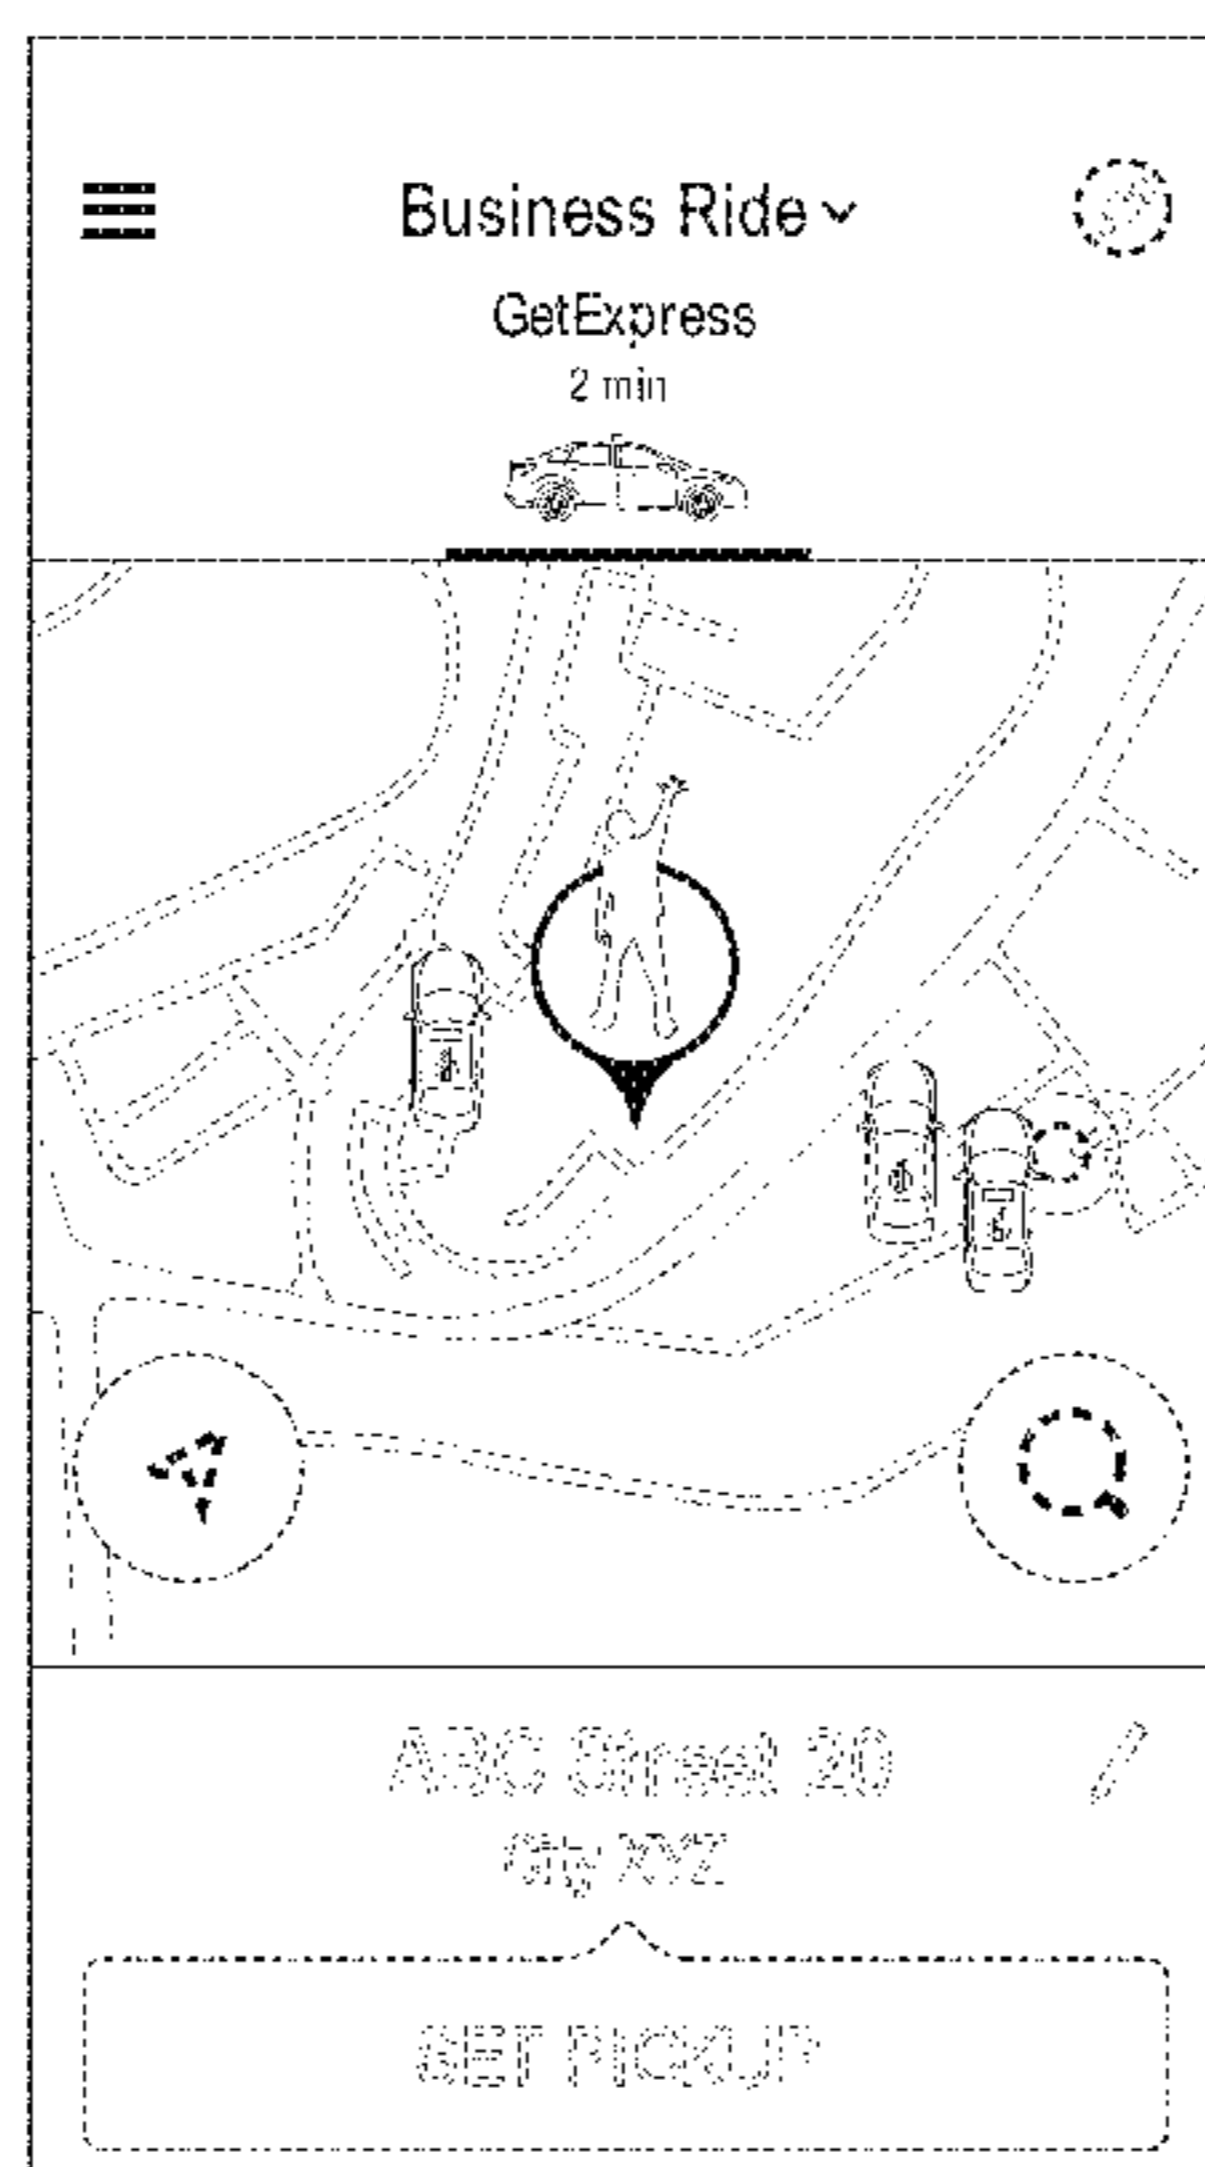 Business Ride
GetExpress
2 min
ABC Street 20
City XYZ
SET PICKUP